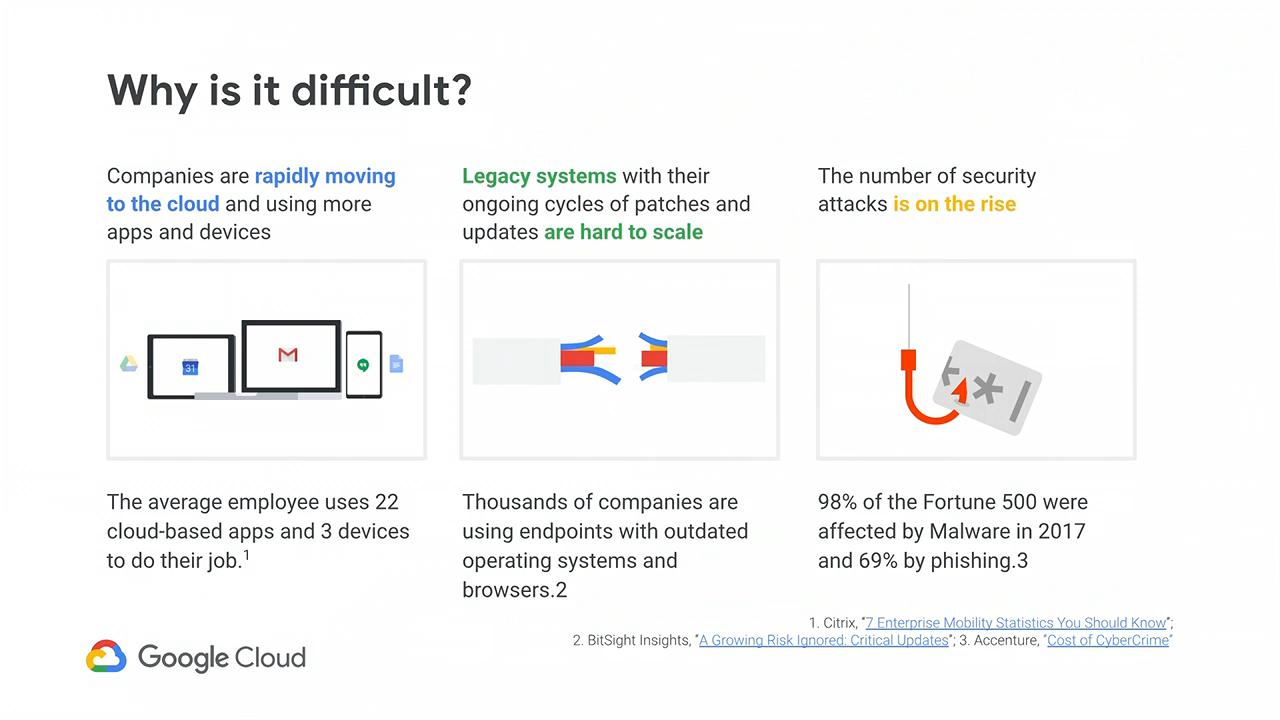 Why is it difficult?
Companies are rapidly moving
to the cloud and using more
apps and devices
Legacy systems with their
ongoing cycles of patches and
updates are hard to scale
The number of security
attacks is on the rise
31
M
* |
The average employee uses 22
cloud-based apps and 3 devices
to do their job.1
Thousands of companies are
using endpoints with outdated
operating systems and
browsers.2
98% of the Fortune 500 were
affected by Malware in 2017
and 69% by phishing.3
1. Citrix, "7 Enterprise Mobility Statistics You Should Know";
2. BitSight Insights, "A Growing Risk Ignored: Critical Updates"; 3. Accenture, "Cost of CyberCrime"
Google Cloud